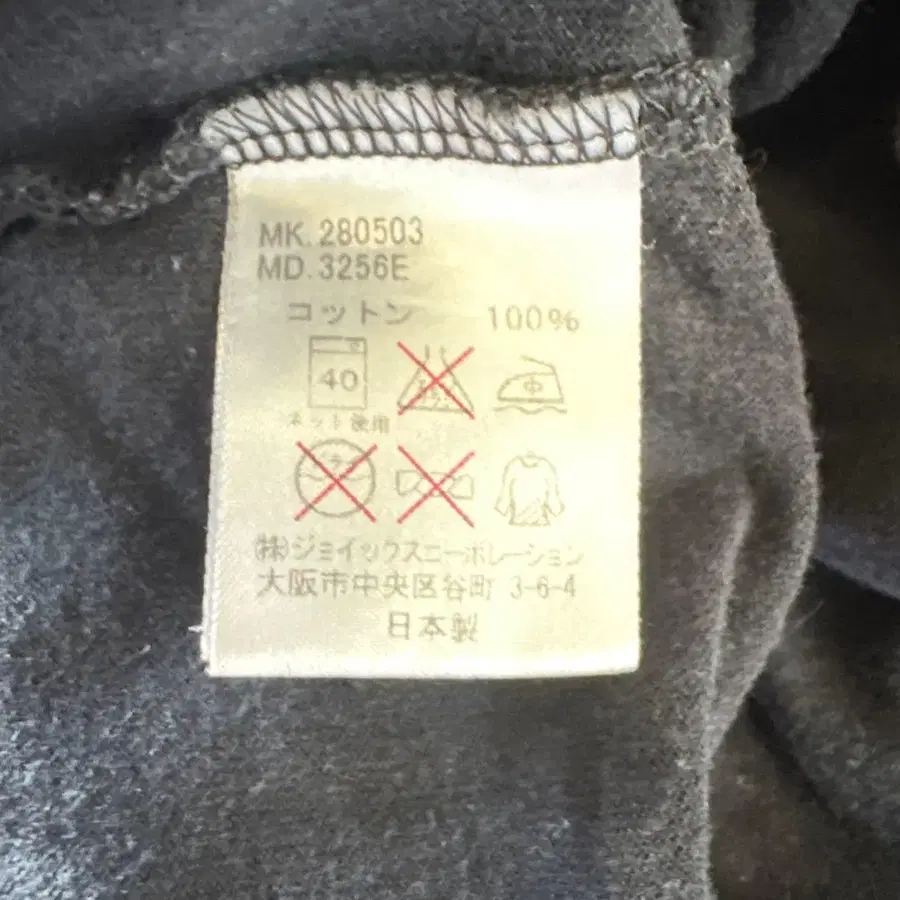 MK. 280503
MD. 3256E
コットン 100%
40
中
ネット使用
(株)ジョイックスコーポレーション
大阪市中央区谷町 3-6-4
日本製